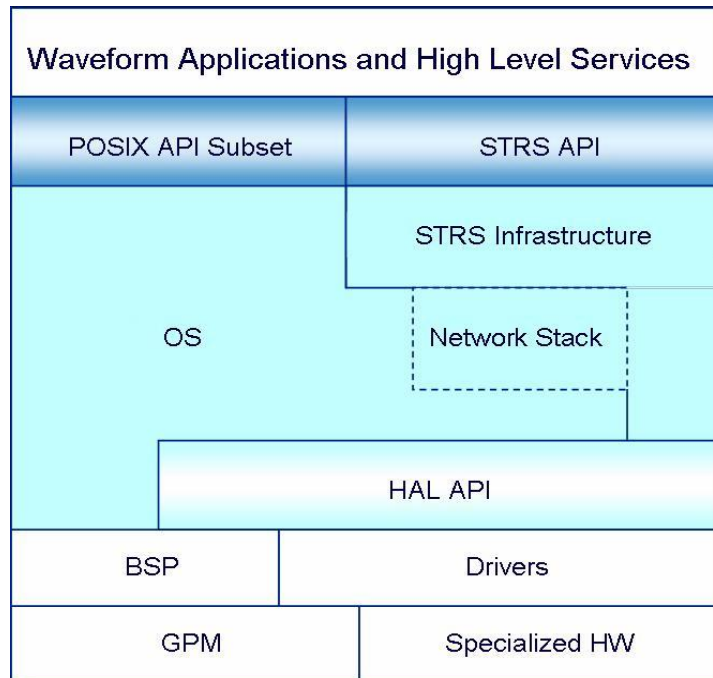 Waveform Applications and High Level Services
POSIX API Subset
STRS API
STRS Infrastructure
OS
Network Stack
HAL API
BSP
Drivers
GPM
Specialized HW